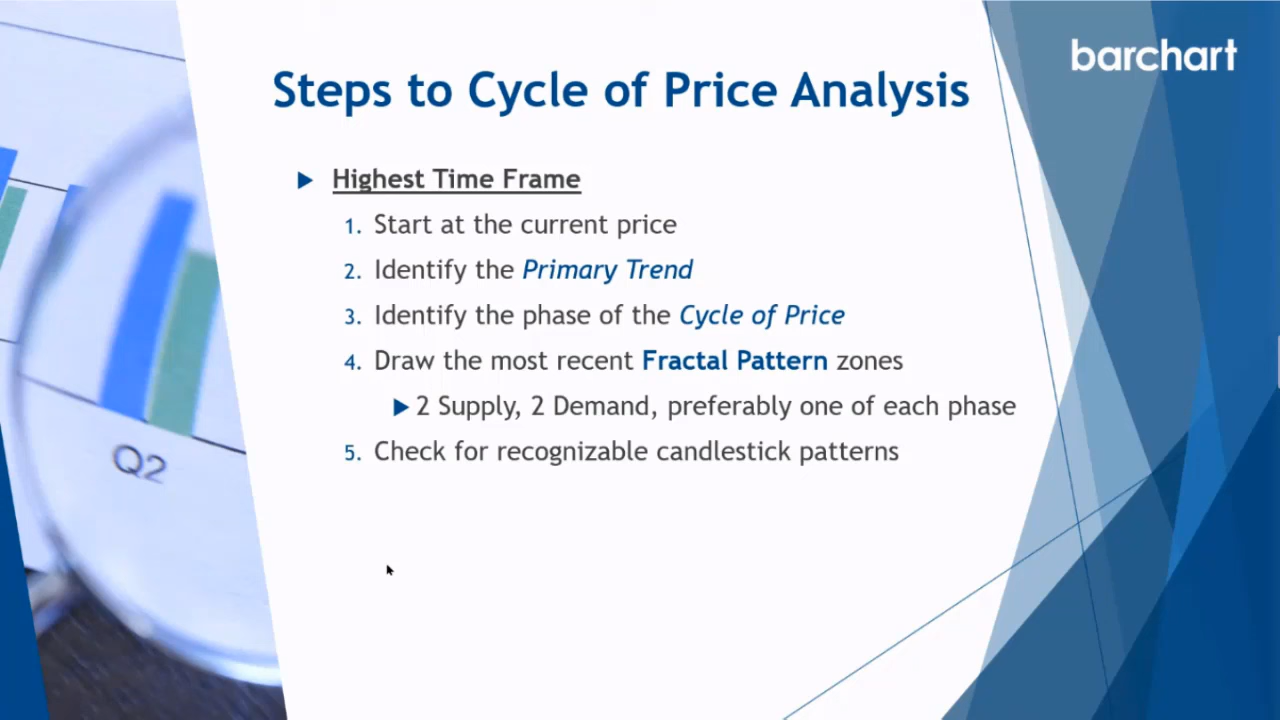 barchart
Steps to Cycle of Price Analysis
▶ Highest Time Frame
1. Start at the current price
2. Identify the Primary Trend
3. Identify the phase of the Cycle of Price
4. Draw the most recent Fractal Pattern zones
▶ 2 Supply, 2 Demand, preferably one of each phase
5. Check for recognizable candlestick patterns
Q2